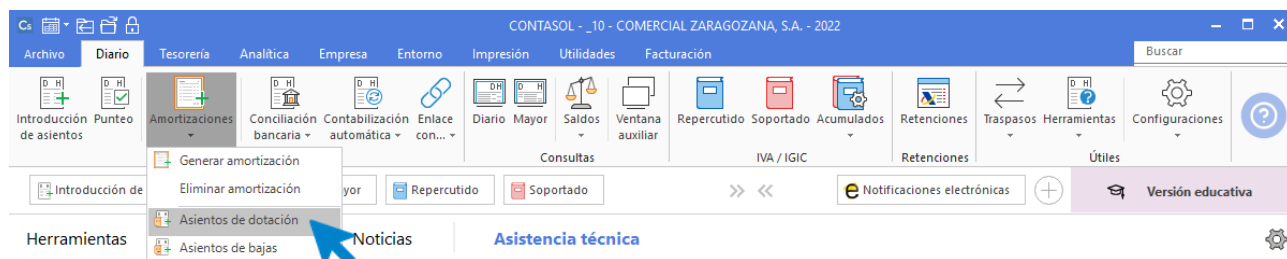 Cs
CONTASOL - _10 - COMERCIAL ZARAGOZANA, S.A. - 2022
Archivo Diario Tesorería Analítica Empresa Entorno Impresión Utilidades Facturación Buscar
D H D H D H D H DH D H D H
Introducción de asientos Punteo Amortizaciones Conciliación bancaria Contabilización automática Enlace con... Diario Mayor Saldos Ventana auxiliar Repercutido Soportado Acumulados Retenciones Traspasos Herramientas Configuraciones
Consultas IVA / IGIC Retenciones Útiles
Generar amortización
Introducción de Eliminar amortización yor Repercutido Soportado Notificaciones electrónicas Versión educativa
Asientos de dotación
Herramientas Noticias Asistencia técnica
Asientos de bajas